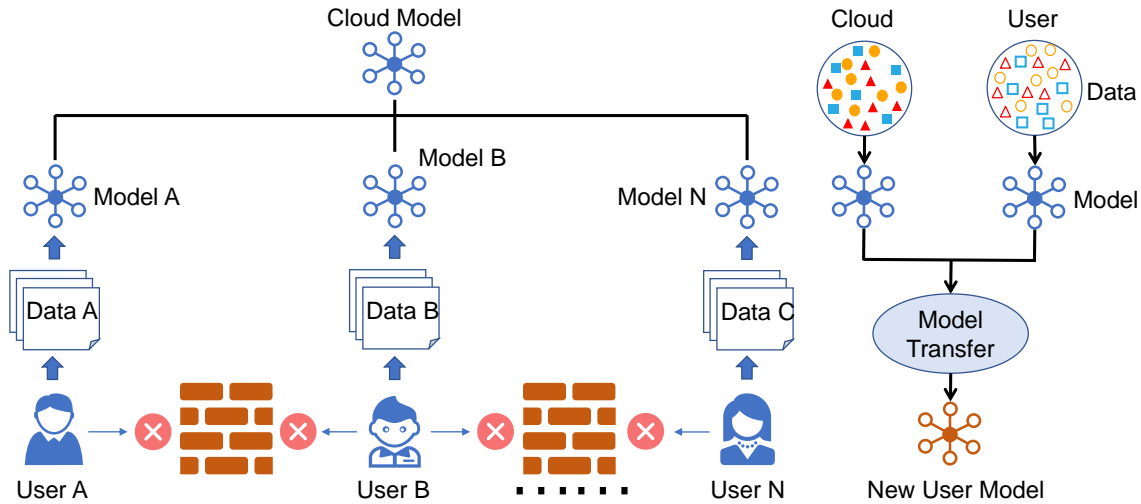 Cloud Model
Cloud
User
Data
Model A
Model B
Model N
Model
Data A
Data B
Data C
Model
Transfer
User A
User B
User N
New User Model